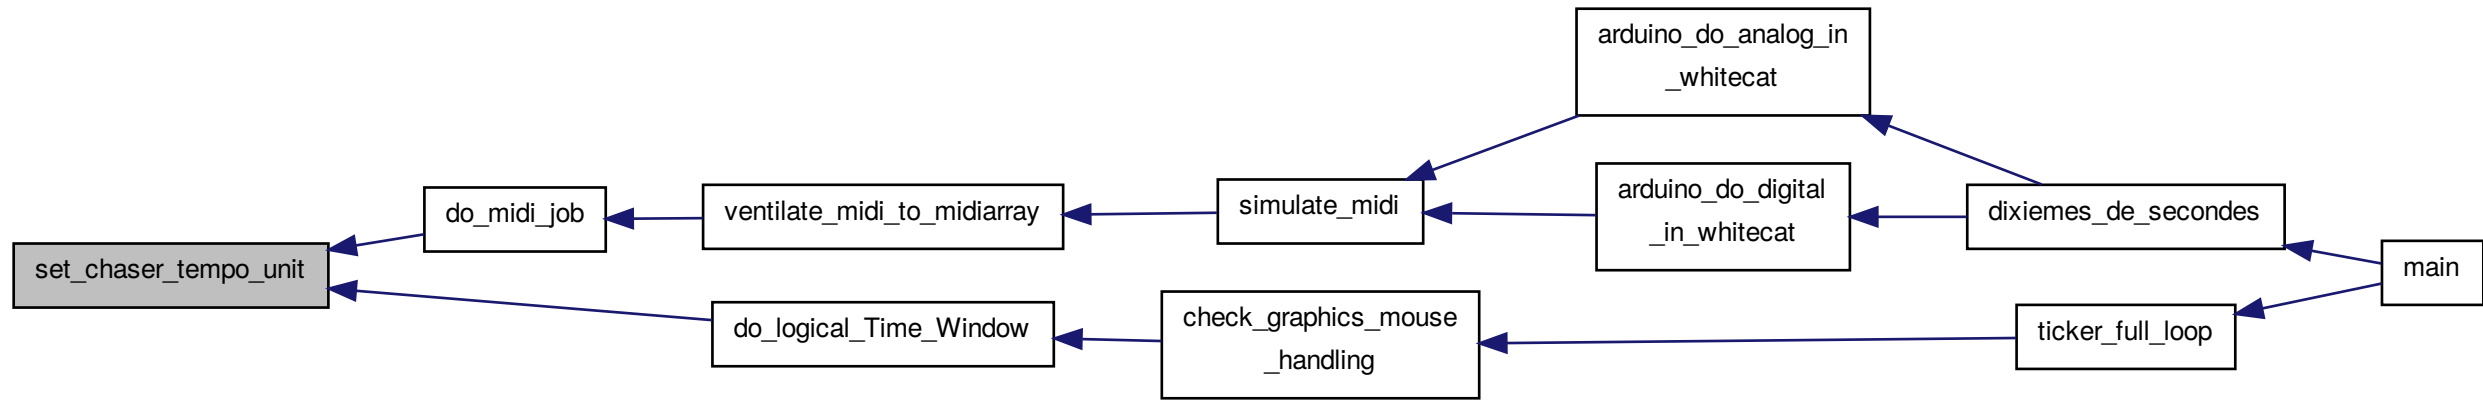 arduino_do_analog_in
_whitecat
arduino_do_digital
_in_whitecat
simulate_midi
dixiemes_de_secondes
do_midi_job
ventilate_midi_to_midiarray
set_chaser_tempo_unit
main
do_logical_Time_Window
check_graphics_mouse
_handling
ticker_full_loop